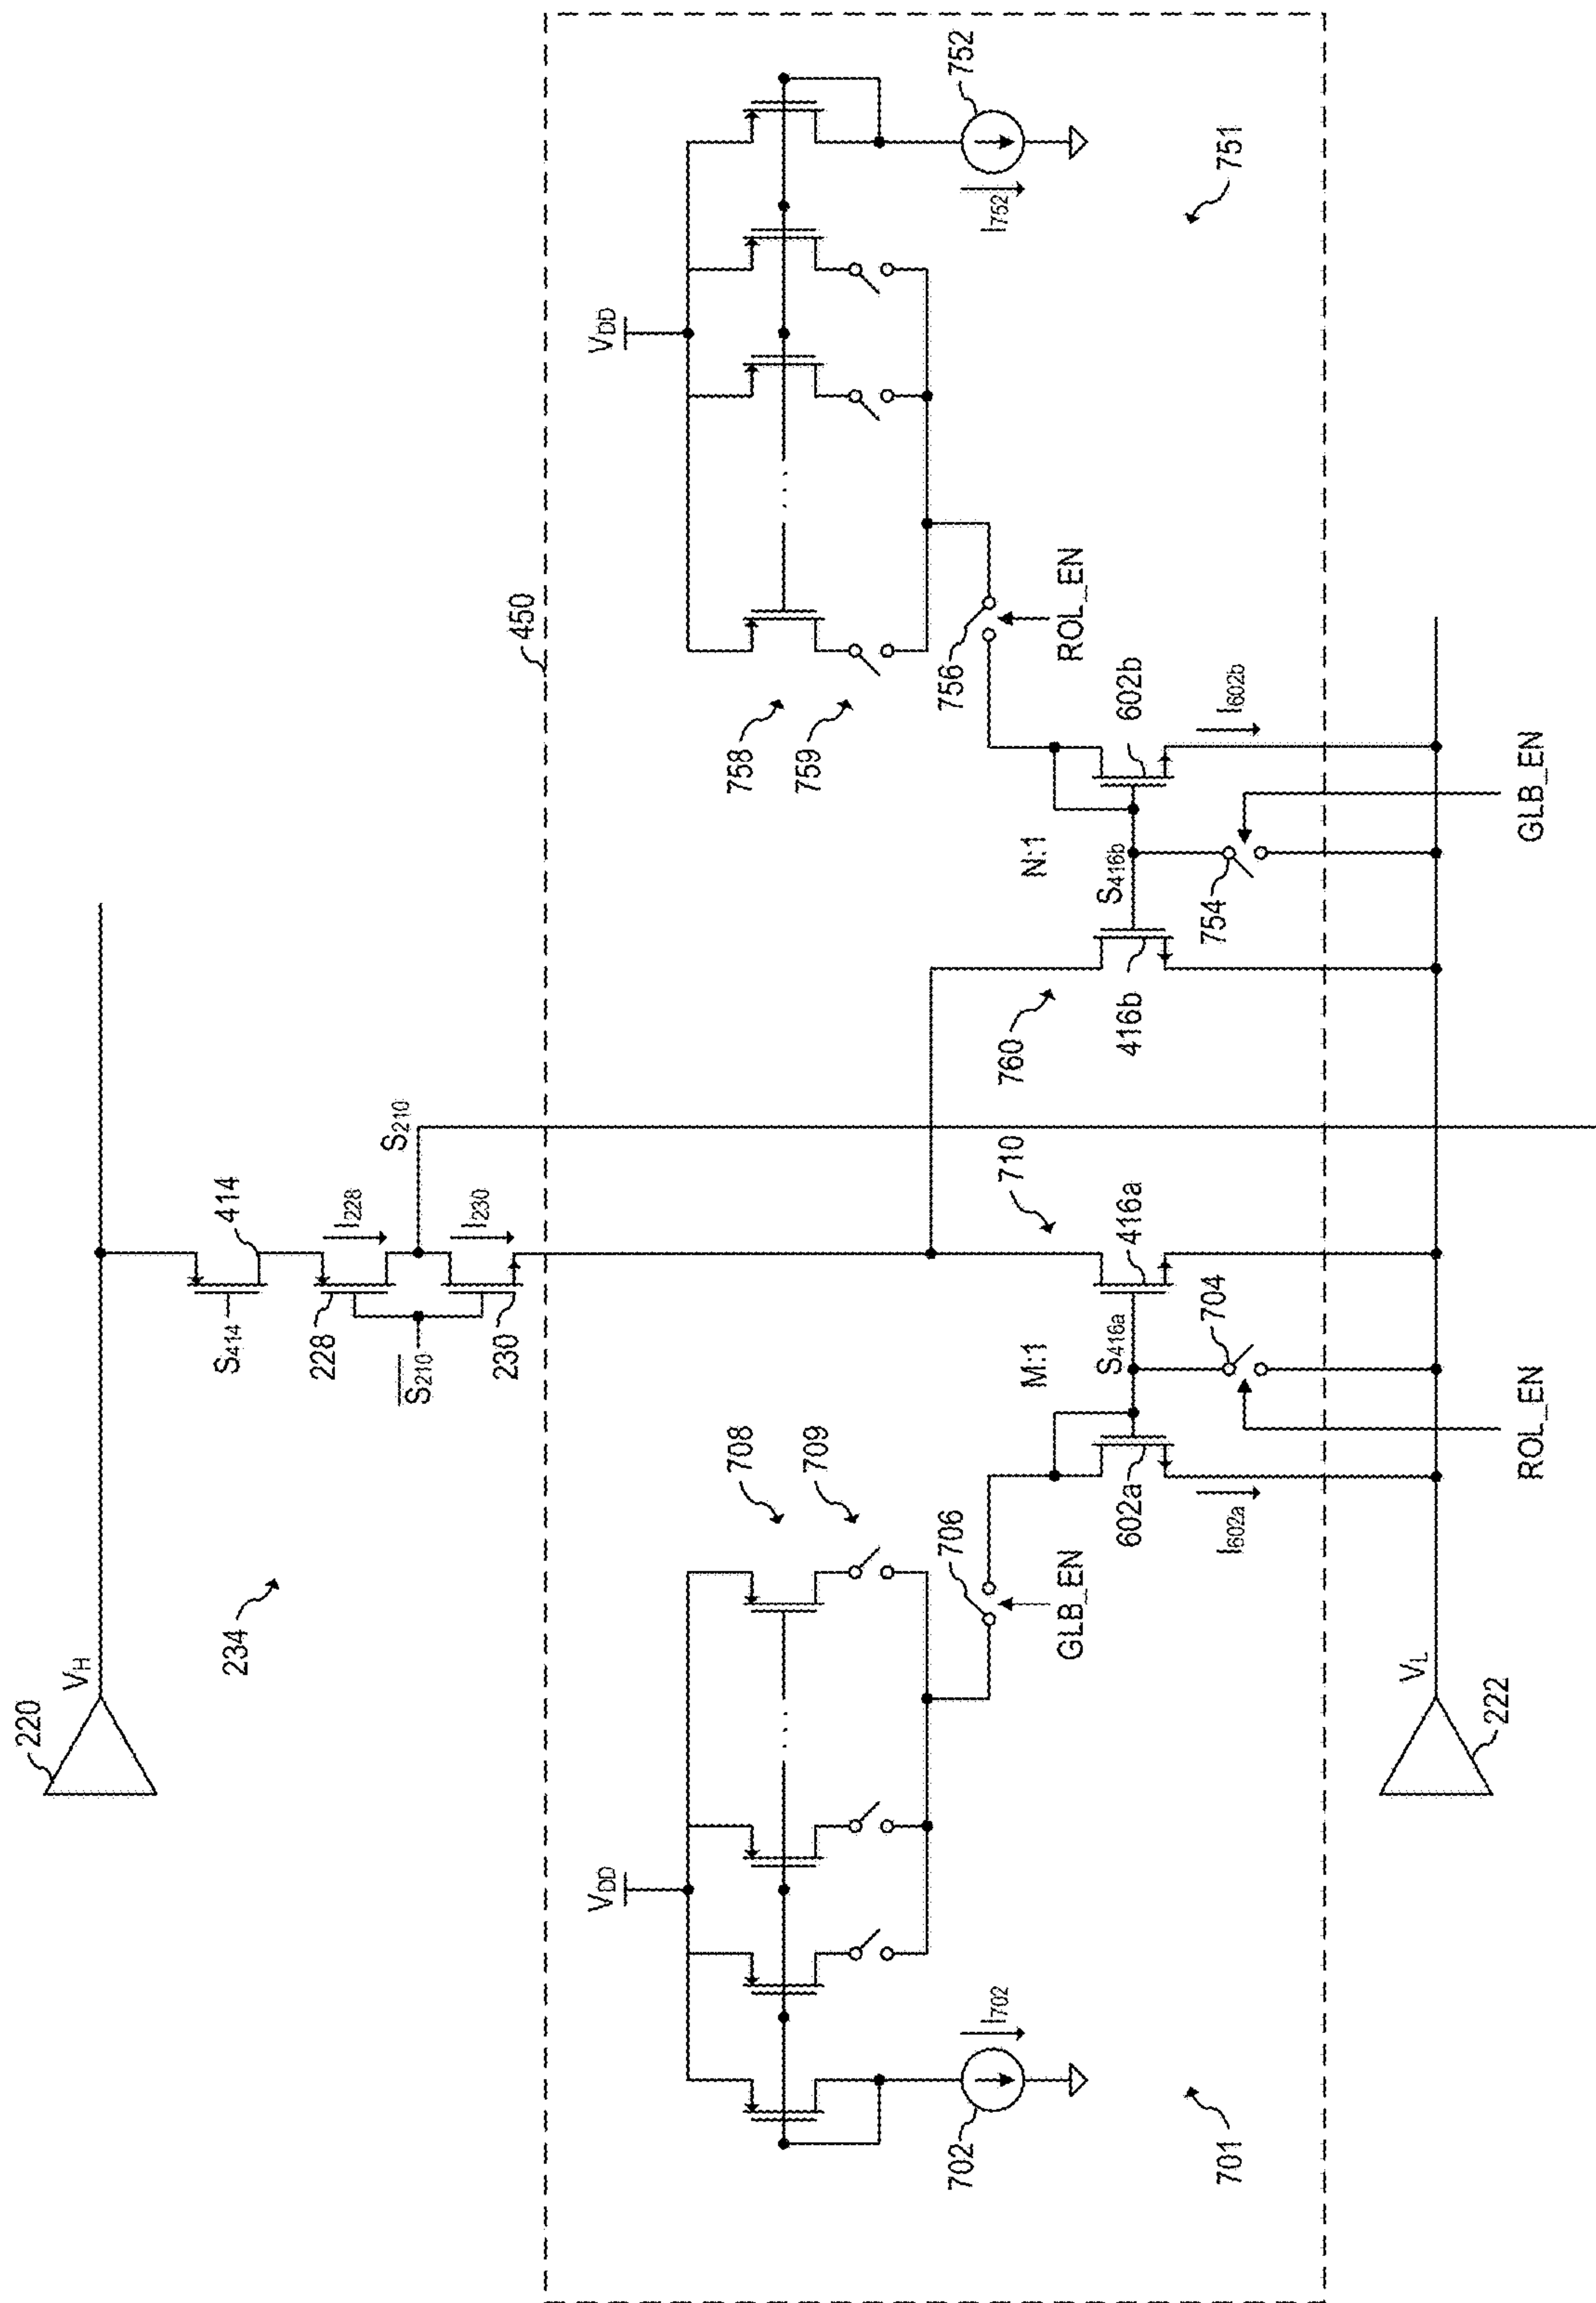 220
VH
234
S414
414
228
I228
S210
S210
230
I230
450
VDD
VDD
708
709
758
759
702
I702
706
GLB_EN
756
ROL_EN
752
I752
M:1
710
760
N:1
602a
S416a
416a
416b
S416b
602b
701
I602a
704
754
I602b
751
VL
222
ROL_EN
GLB_EN